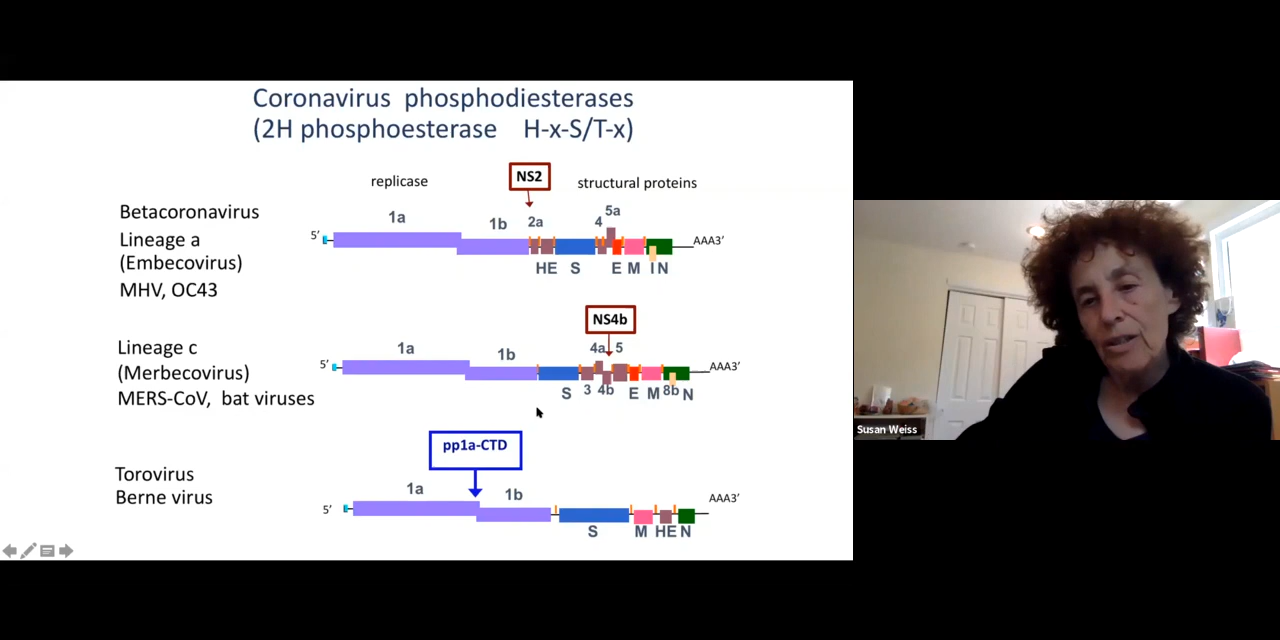 Coronavirus phosphodiesterases
(2H phosphoesterase H-x-S/T-x)
replicase
NS2
structural proteins
Betacoronavirus
Lineage a
(Embecovirus)
MHV, OC43
5’
1a
1b
2a
4
5a
AAA3’
HE
S
E
M
I
N
NS4b
Lineage c
(Merbecovirus)
MERS-CoV, bat viruses
5’
1a
1b
4a
5
AAA3’
S
3
4b
E
M
8b
N
pp1a-CTD
Torovirus
Berne virus
5’
1a
1b
AAA3’
S
M
HE
N
Susan Weiss